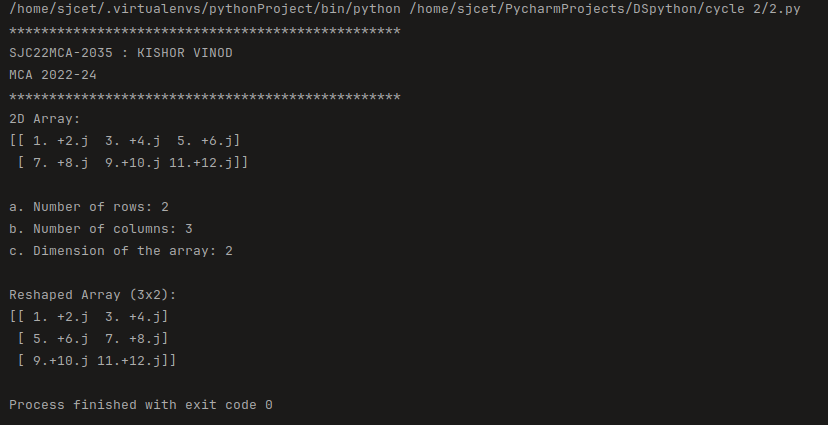 /home/sjcet/.virtualenvs/pythonProject/bin/python /home/sjcet/PycharmProjects/DSpython/cycle 2/2.py
*************************************************
SJC22MCA-2035 : KISHOR VINOD
MCA 2022-24
*************************************************
2D Array:
[[ 1. +2.j  3. +4.j  5. +6.j]
 [ 7. +8.j  9.+10.j 11.+12.j]]

a. Number of rows: 2
b. Number of columns: 3
c. Dimension of the array: 2

Reshaped Array (3x2):
[[ 1. +2.j  3. +4.j]
 [ 5. +6.j  7. +8.j]
 [ 9.+10.j 11.+12.j]]

Process finished with exit code 0